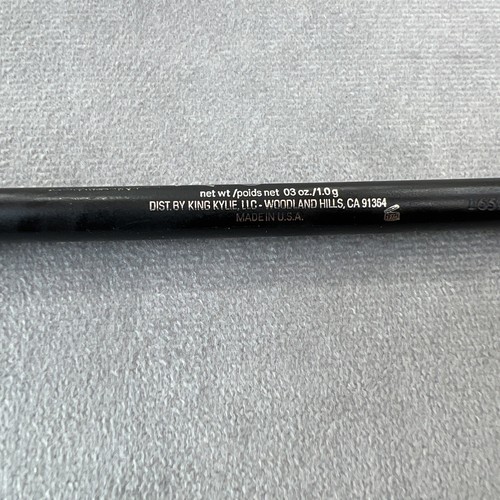 net wt/poids net .03 oz./1.0 g
DIST. BY KING KYLIE, LLC - WOODLAND HILLS, CA 91364
MADE IN U.S.A.